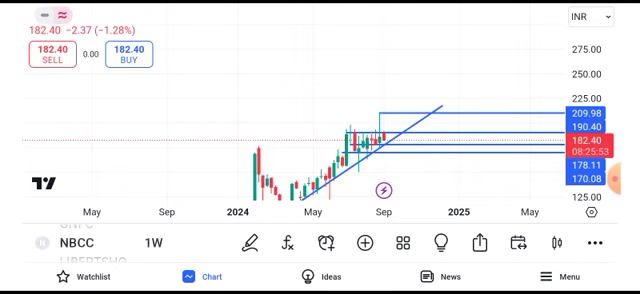 INR
182.40 −2.37 (−1.28%)
182.40 SELL
0.00
182.40 BUY
275.00
250.00
225.00
209.98
190.40
182.40
08:25:53
178.11
170.08
125.00
May Sep 2024 May Sep 2025 May
NBCC 1W
LIBERTSHO
Watchlist Chart Ideas News Menu